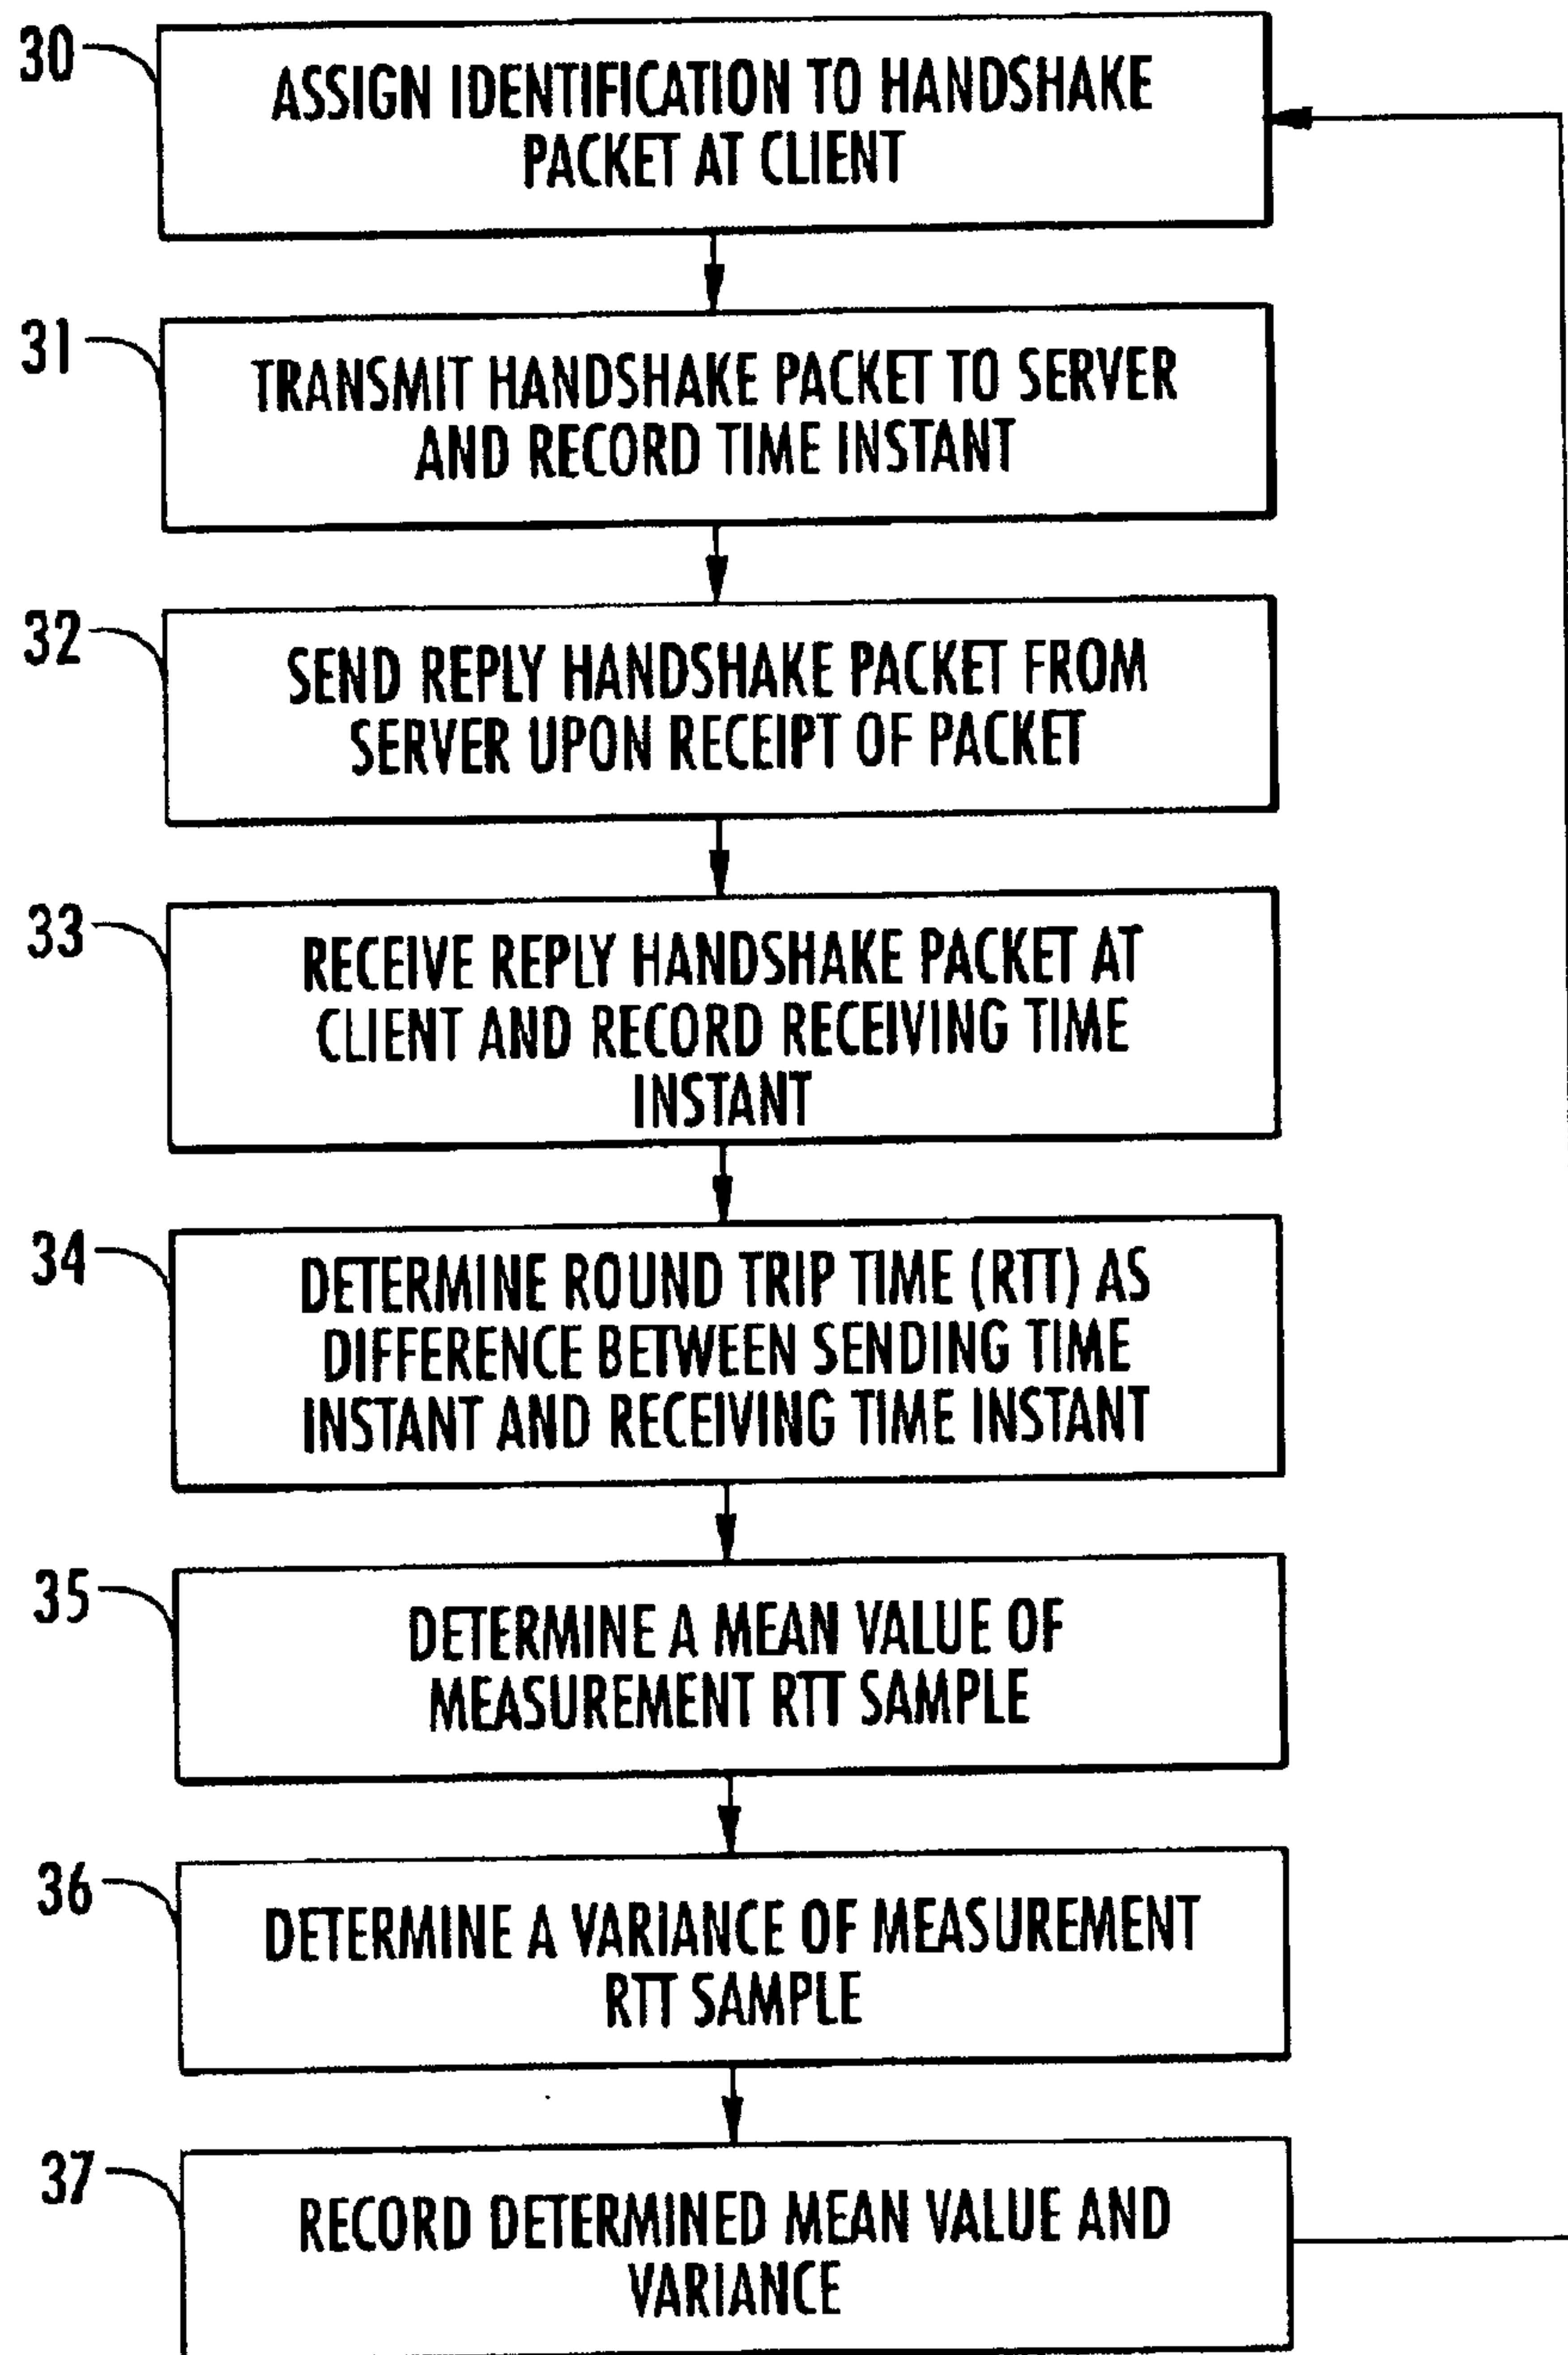 30
ASSIGN IDENTIFICATION TO HANDSHAKE
PACKET AT CLIENT
31
TRANSMIT HANDSHAKE PACKET TO SERVER
AND RECORD TIME INSTANT
32
SEND REPLY HANDSHAKE PACKET FROM
SERVER UPON RECEIPT OF PACKET
33
RECEIVE REPLY HANDSHAKE PACKET AT
CLIENT AND RECORD RECEIVING TIME
INSTANT
34
DETERMINE ROUND TRIP TIME (RTT) AS
DIFFERENCE BETWEEN SENDING TIME
INSTANT AND RECEIVING TIME INSTANT
35
DETERMINE A MEAN VALUE OF
MEASUREMENT RTT SAMPLE
36
DETERMINE A VARIANCE OF MEASUREMENT
RTT SAMPLE
37
RECORD DETERMINED MEAN VALUE AND
VARIANCE